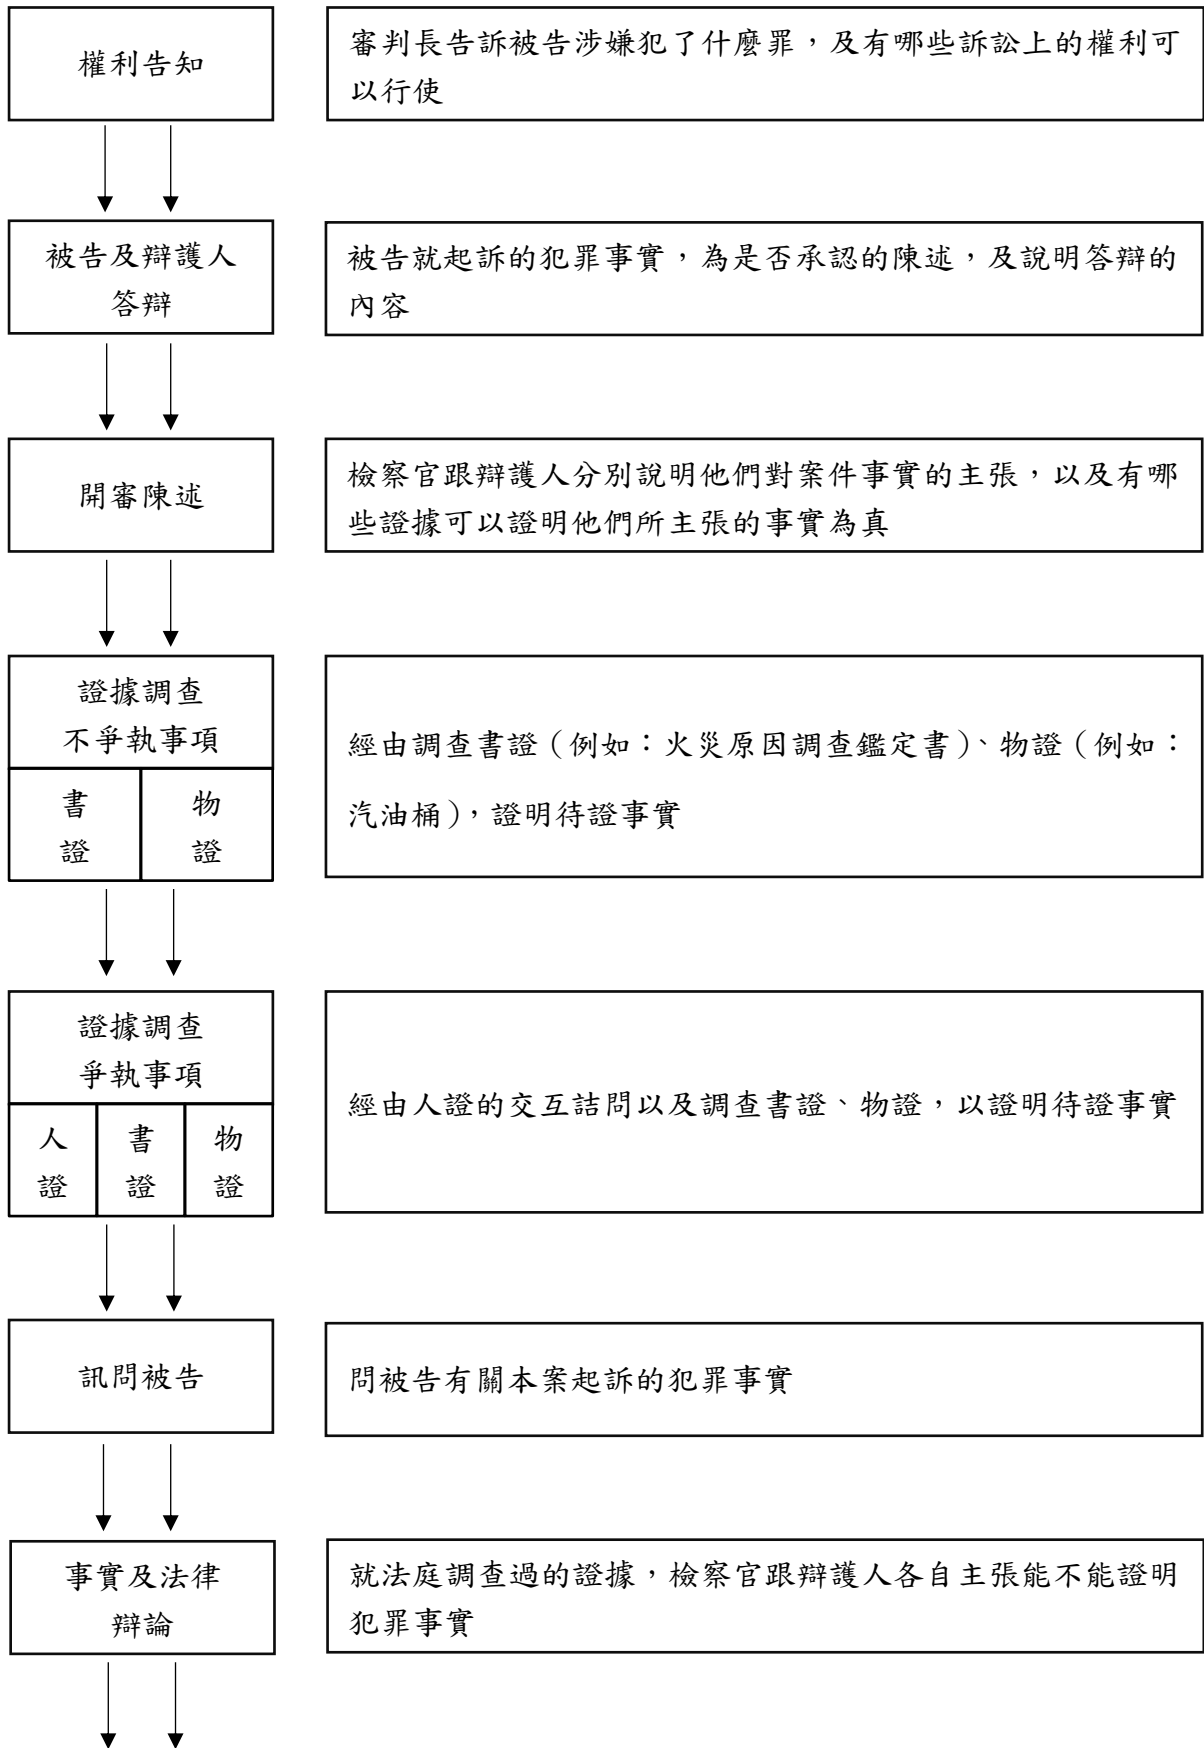 權利告知
審判長告訴被告涉嫌犯了什麼罪，及有哪些訴訟上的權利可
以行使
被告及辯護人
答辯
被告就起訴的犯罪事實，為是否承認的陳述，及說明答辯的
內容
開審陳述
檢察官跟辯護人分別說明他們對案件事實的主張，以及有哪
些證據可以證明他們所主張的事實為真
證據調查
不爭執事項
書
證
物
證
經由調查書證（例如：火災原因調查鑑定書）、物證（例如：
汽油桶），證明待證事實
證據調查
爭執事項
人
證
書
證
物
證
經由人證的交互詰問以及調查書證、物證，以證明待證事實
訊問被告
問被告有關本案起訴的犯罪事實
事實及法律
辯論
就法庭調查過的證據，檢察官跟辯護人各自主張能不能證明
犯罪事實